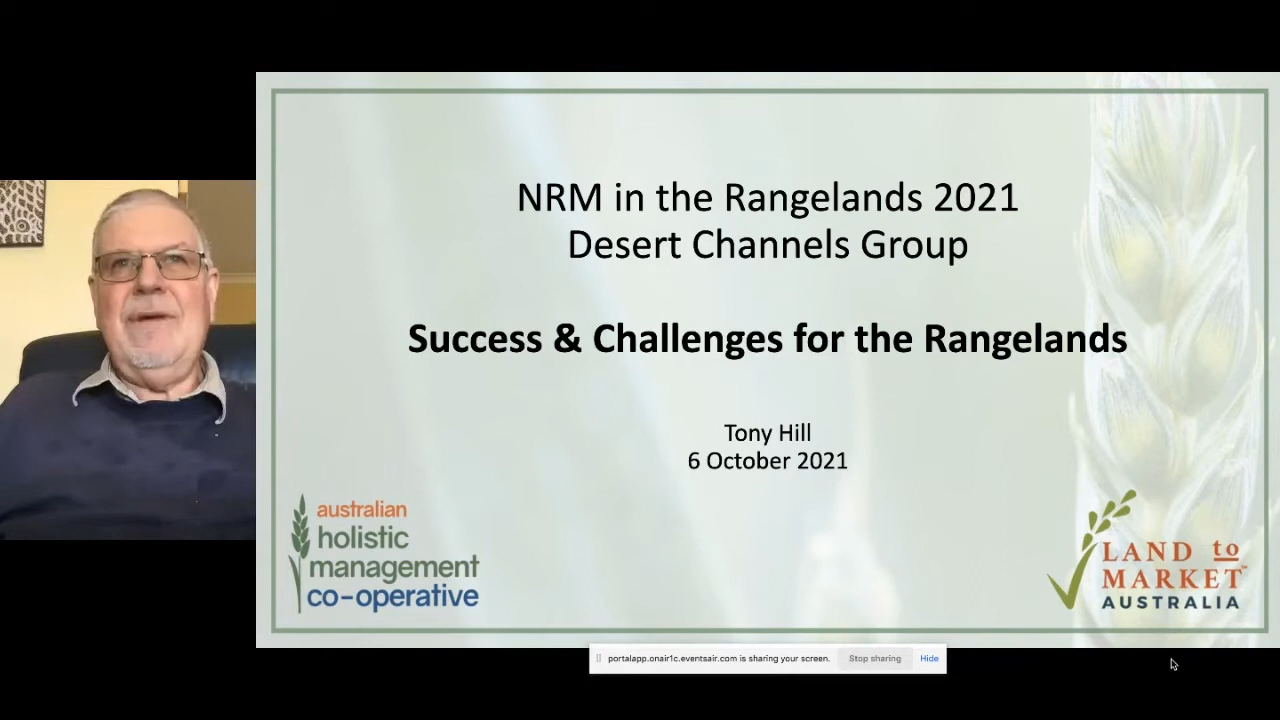 NRM in the Rangelands 2021
Desert Channels Group
Success & Challenges for the Rangelands
Tony Hill
6 October 2021
australian
holistic
management
co-operative
LAND to
MARKET™
AUSTRALIA
portalapp.onair1c.eventsair.com is sharing your screen.
Stop sharing
Hide